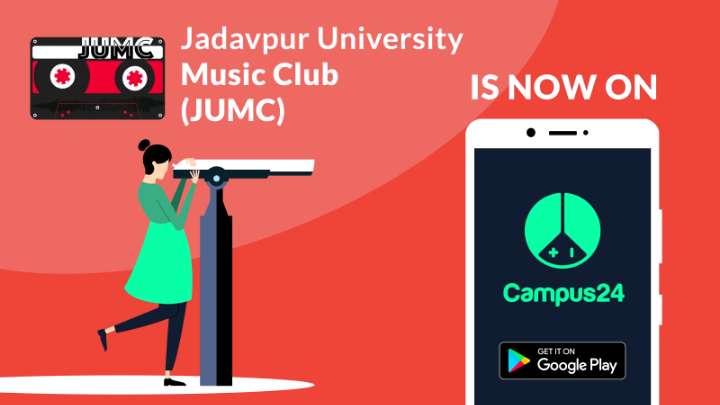 JUMC
Jadavpur University
Music Club
(JUMC)
IS NOW ON
Campus24
GET IT ON
Google Play